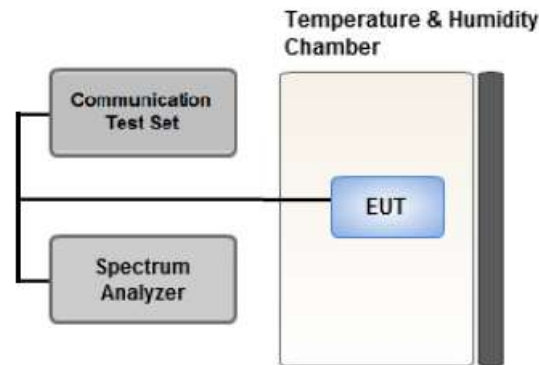 Temperature & Humidity
Chamber
Communication
Test Set
EUT
Spectrum
Analyzer